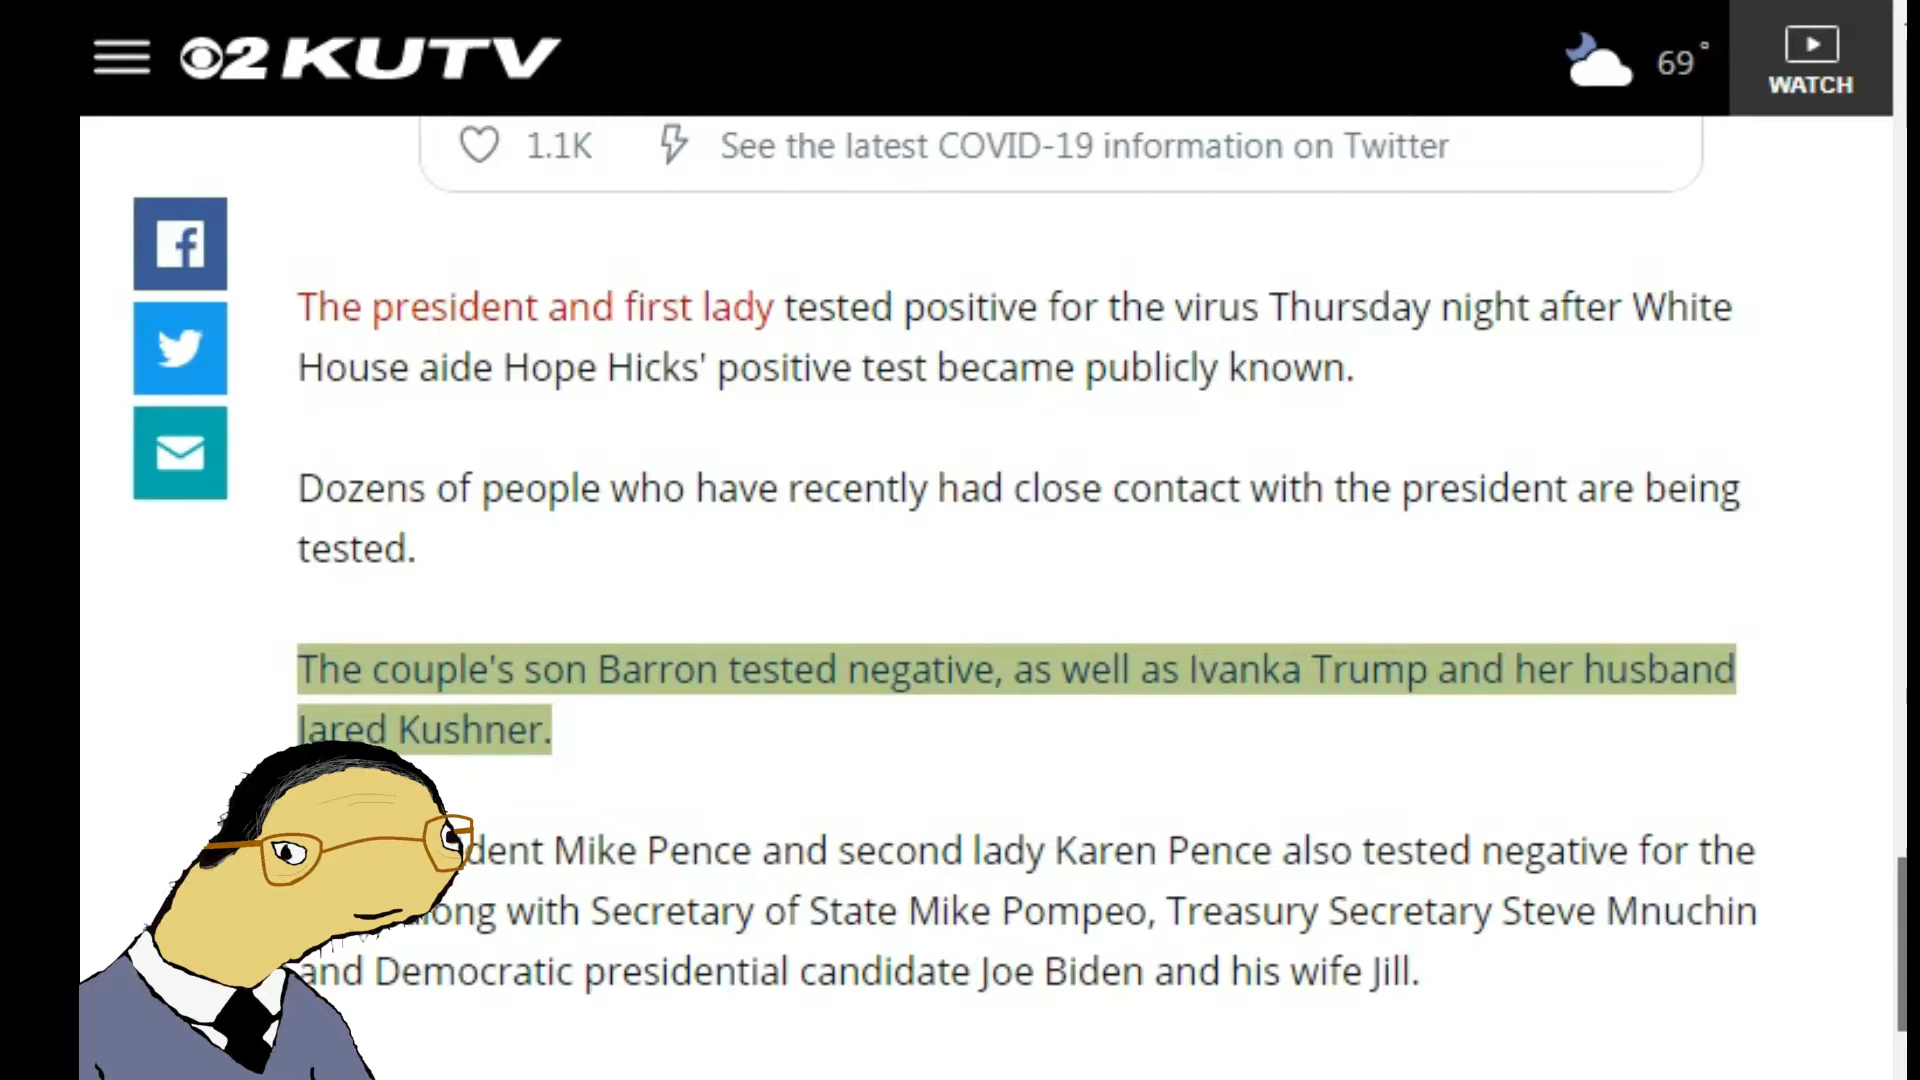 2 KUTV
69°
WATCH
1.1K See the latest COVID-19 information on Twitter
The president and first lady tested positive for the virus Thursday night after White
House aide Hope Hicks' positive test became publicly known.
Dozens of people who have recently had close contact with the president are being
tested.
The couple's son Barron tested negative, as well as Ivanka Trump and her husband
Jared Kushner.
dent Mike Pence and second lady Karen Pence also tested negative for the
ong with Secretary of State Mike Pompeo, Treasury Secretary Steve Mnuchin
and Democratic presidential candidate Joe Biden and his wife Jill.